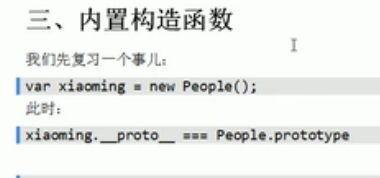 三、内置构造函数
我们先复习一个事儿:
var xiaoming = new People();
此时:
xiaoming.__proto__ === People.prototype